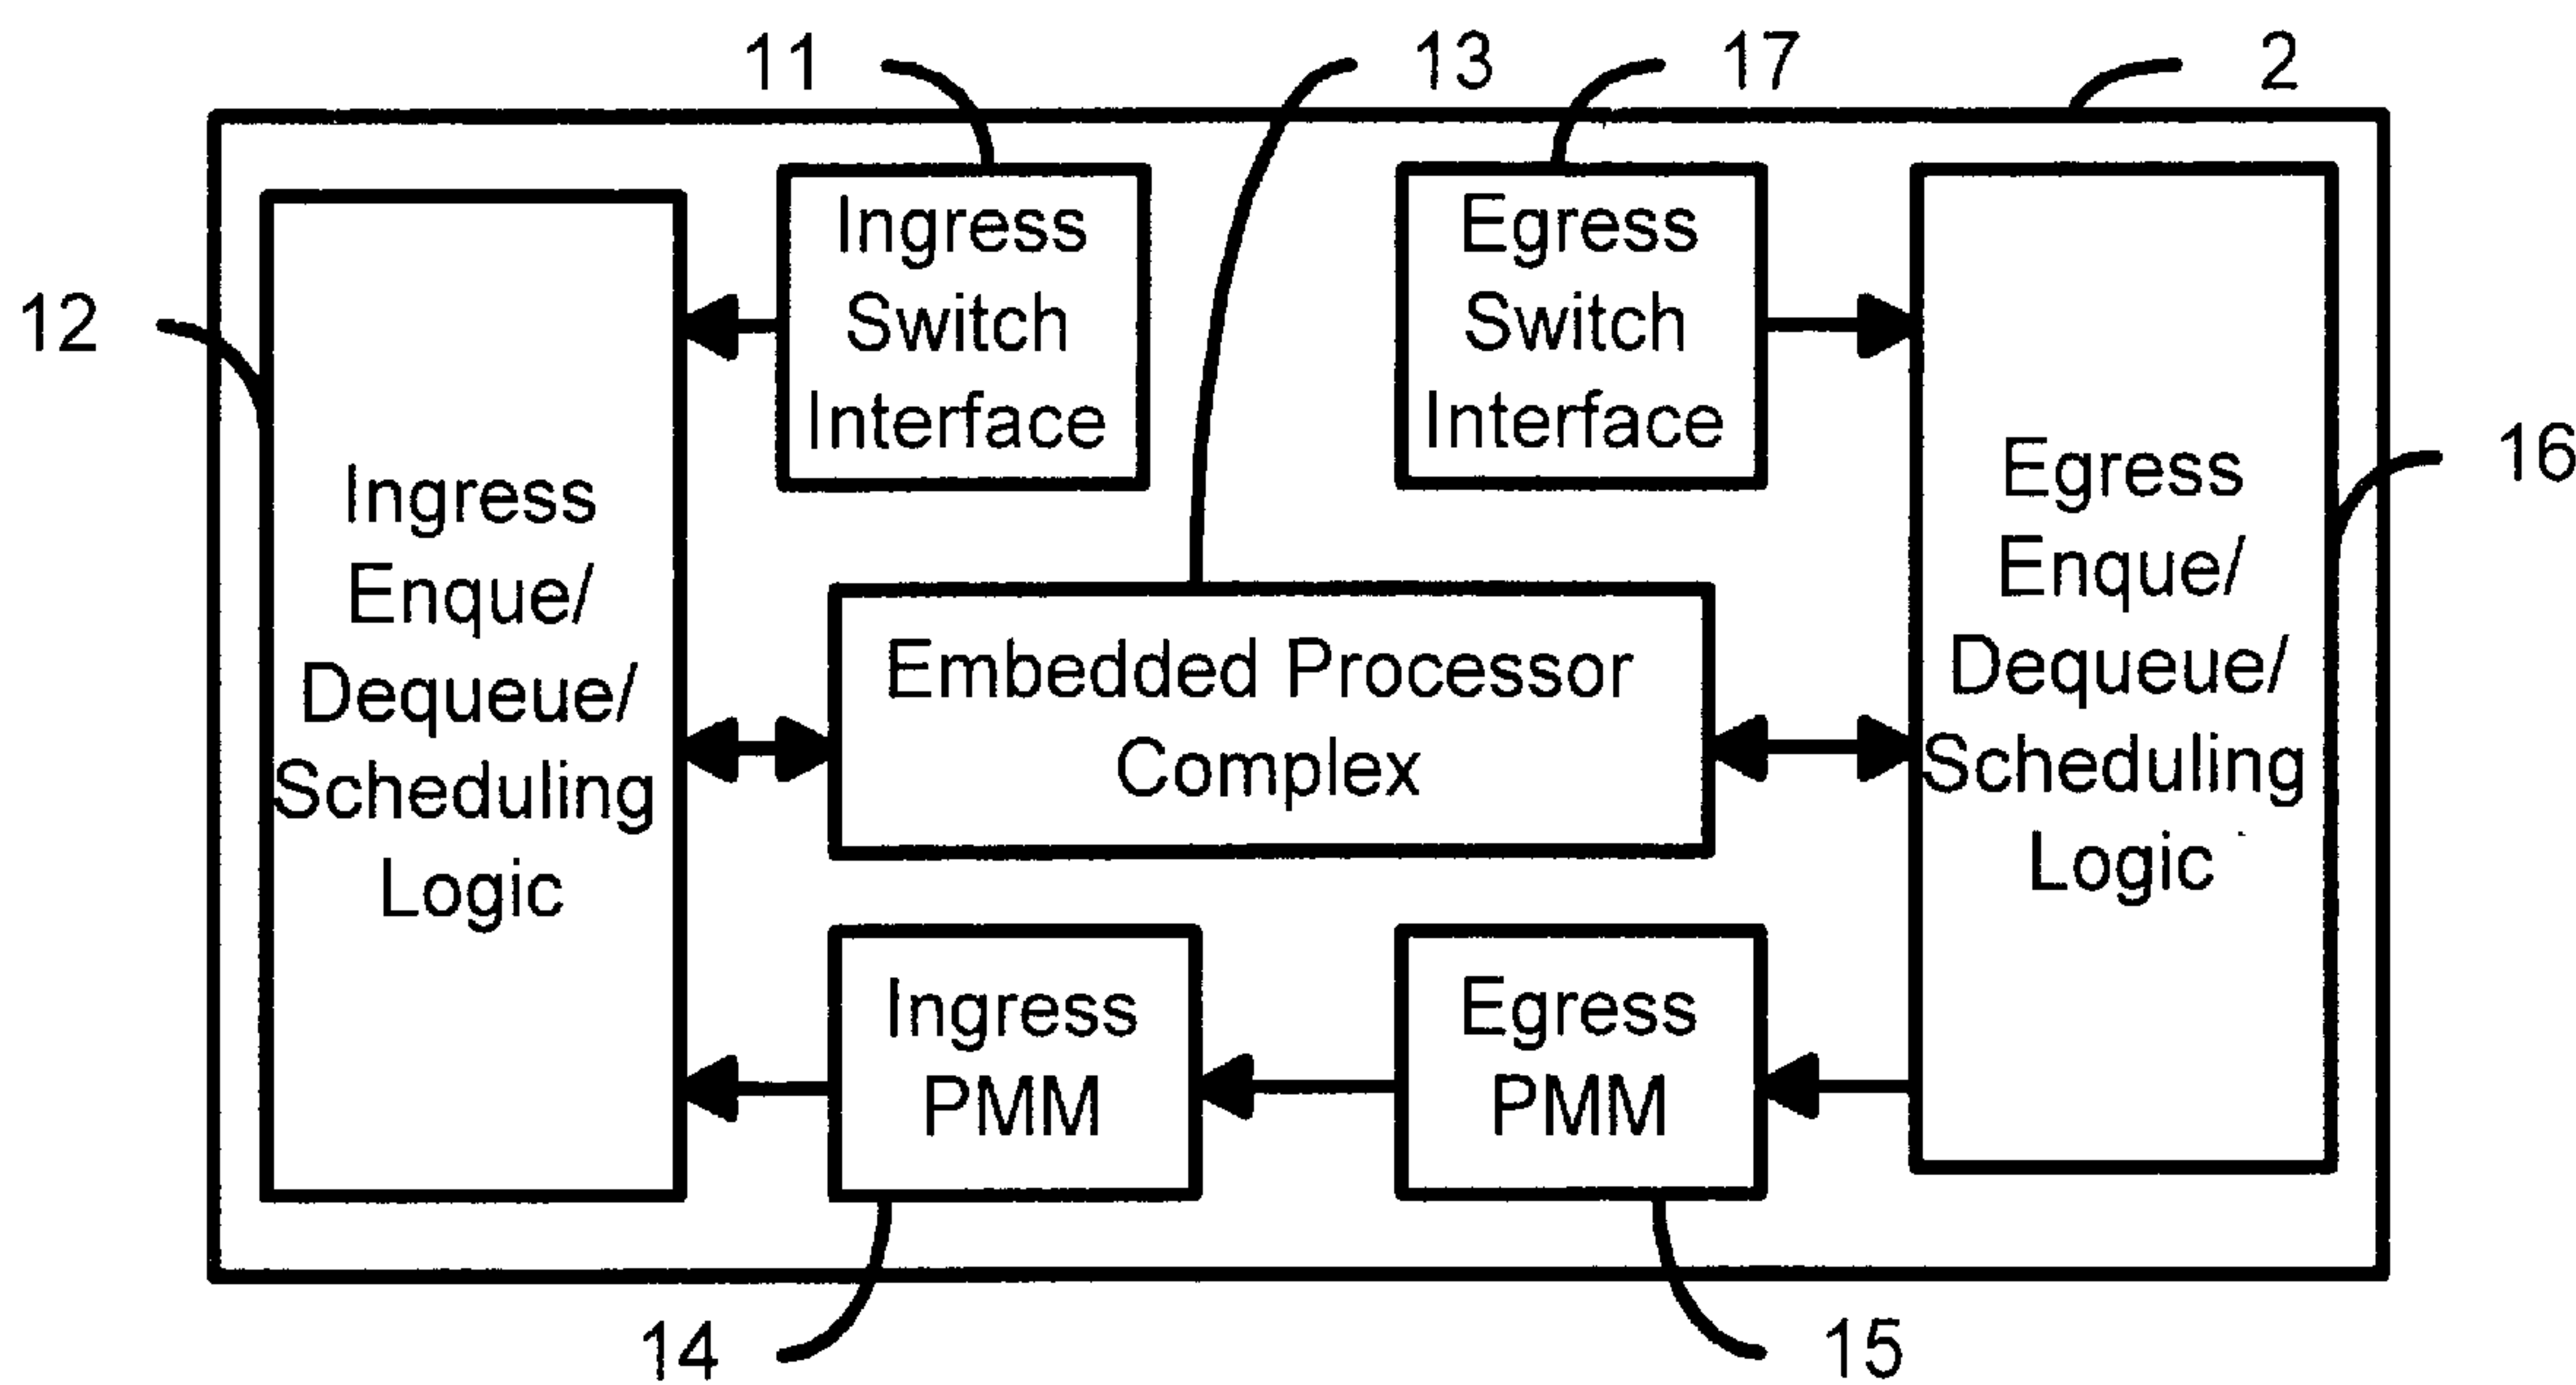 11
13
17
2
12
Ingress
Enque/
Dequeue/
Scheduling
Logic
Ingress
Switch
Interface
Egress
Switch
Interface
Egress
Enque/
Dequeue/
Scheduling
Logic
16
Embedded Processor
Complex
Ingress
PMM
Egress
PMM
14
15